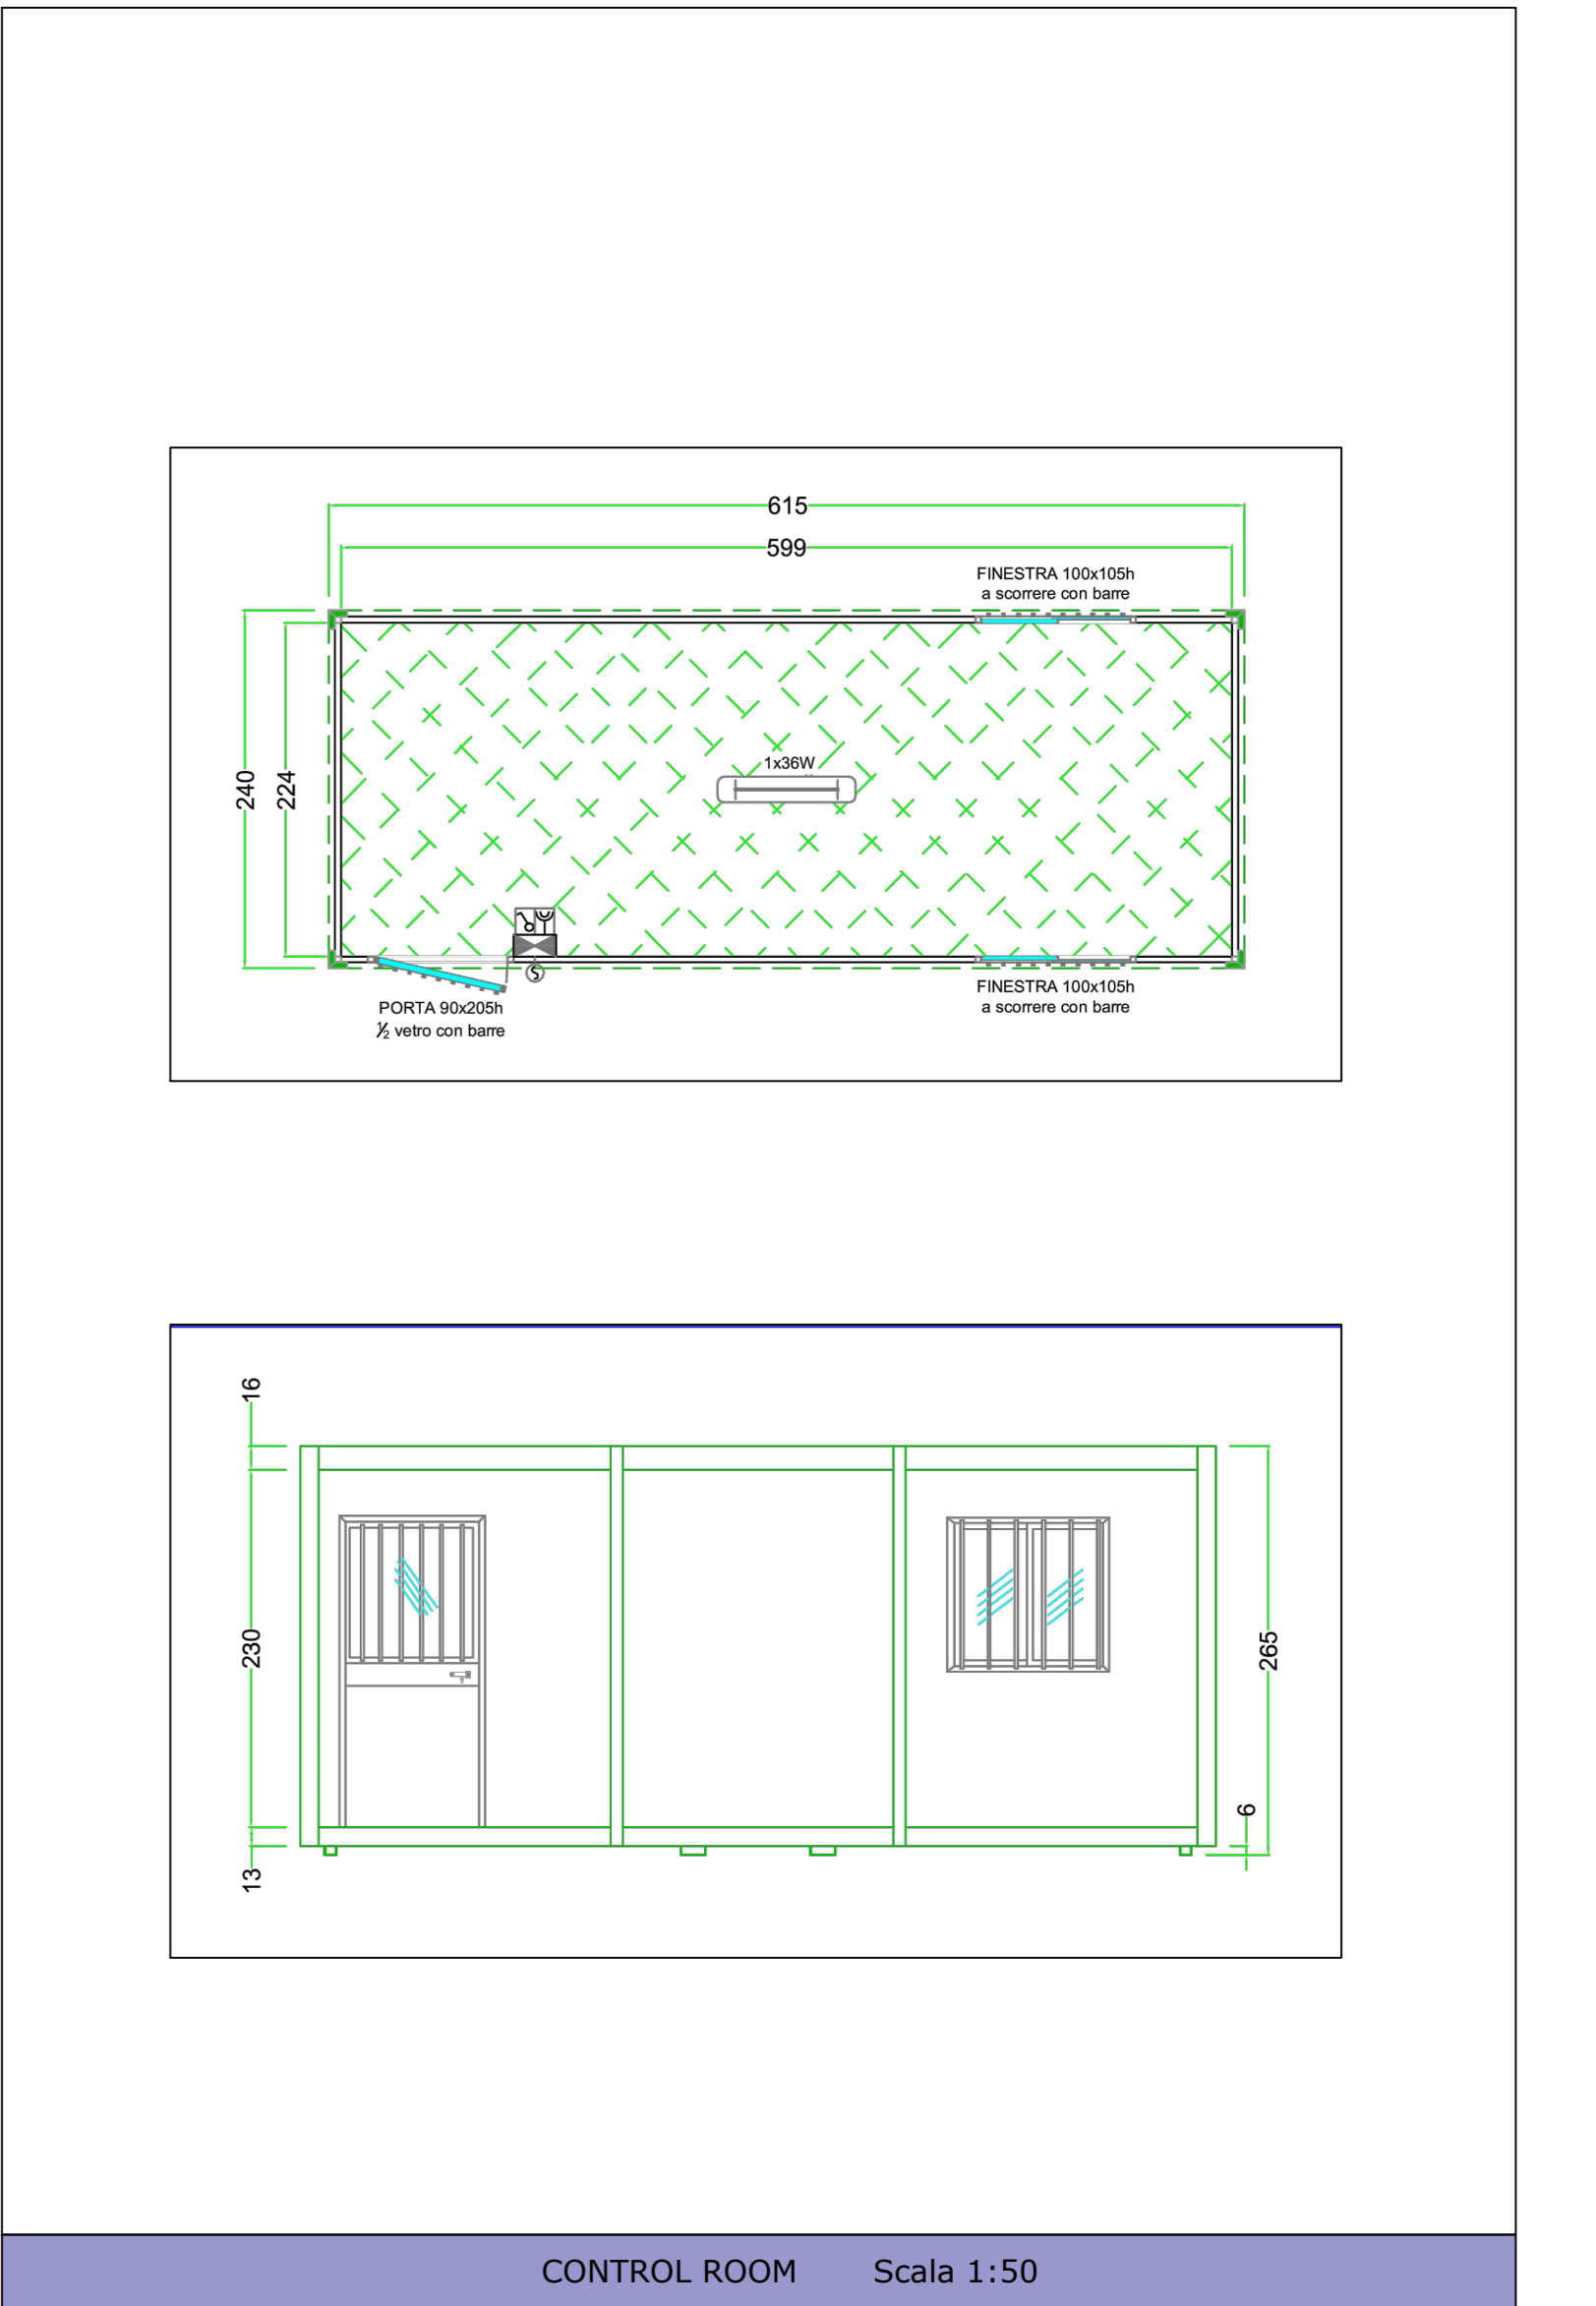 615
599
FINESTRA 100x105h
a scorrere con barre
240
224
1x36W
S
FINESTRA 100x105h
a scorrere con barre
PORTA 90x205h
½ vetro con barre
16
230
265
6
13
CONTROL ROOM Scala 1:50